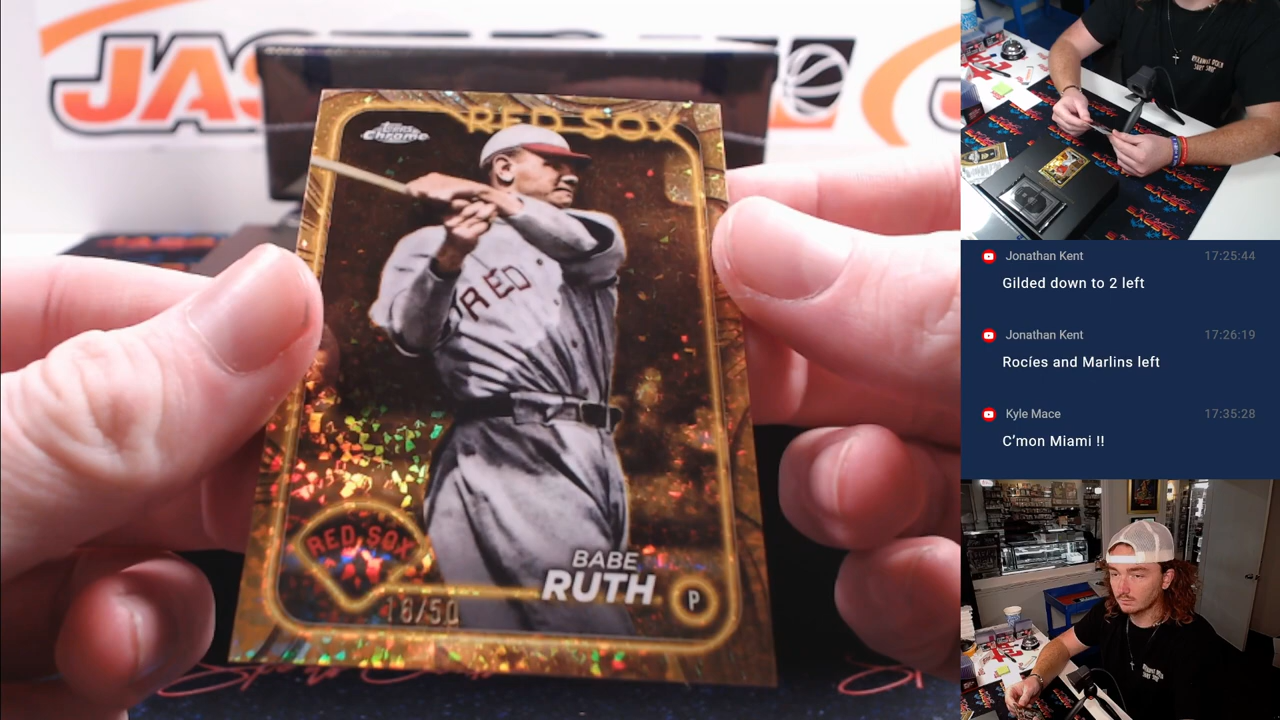 JAS
Topps
Chrome
RED SOX
RED
RED SOX
BABE
RUTH
P
18/50
Jonathan Kent 17:25:44
Gilded down to 2 left
Jonathan Kent 17:26:19
Rocíes and Marlins left
Kyle Mace 17:35:28
C’mon Miami !!